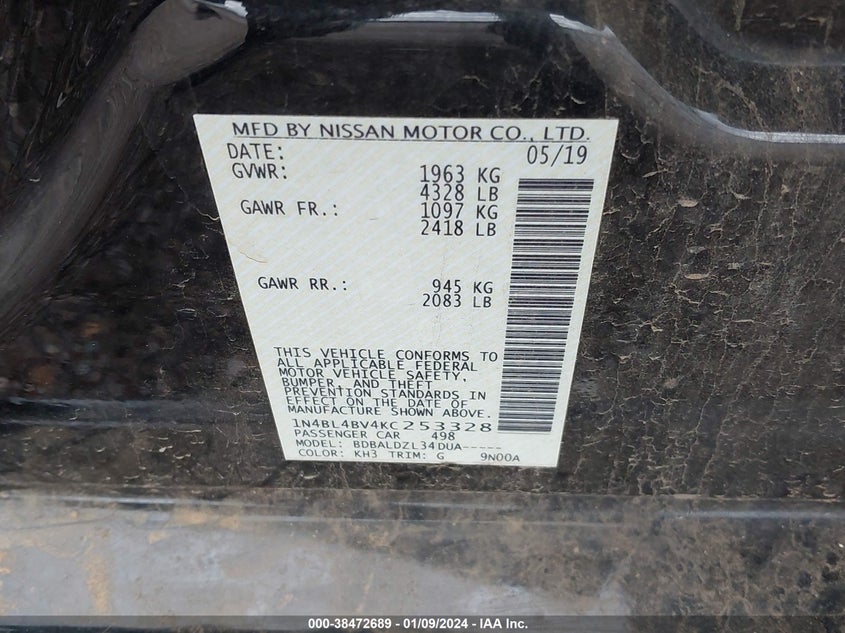 MFD BY NISSAN MOTOR CO., LTD.
DATE: 05/19
GVWR: 1963 KG
4328 LB
GAWR FR.: 1097 KG
2418 LB
GAWR RR.: 945 KG
2083 LB
THIS VEHICLE CONFORMS TO
ALL APPLICABLE FEDERAL
MOTOR VEHICLE SAFETY,
BUMPER, AND THEFT
PREVENTION STANDARDS IN
EFFECT ON THE DATE OF
MANUFACTURE SHOWN ABOVE.
1N4BL4BV4KC253328
PASSENGER CAR 498
MODEL: BDBALDZL34DUA-----
COLOR: KH3 TRIM: G 9N00A
000-38472689 | 01/09/2024 | IAA Inc.